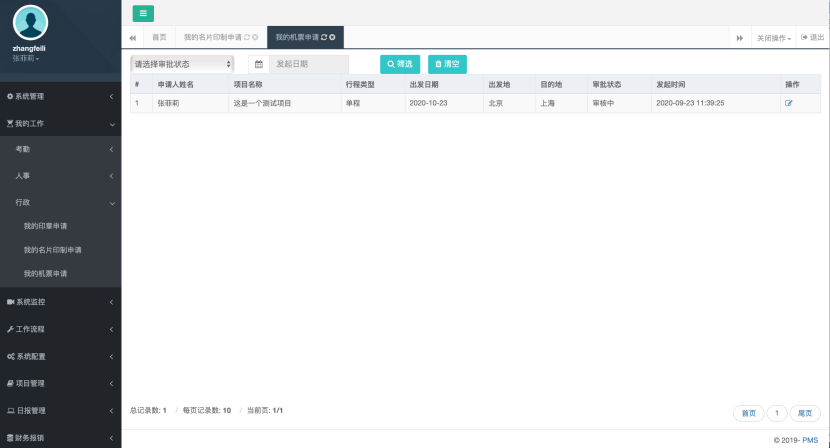 zhangfeili
张菲莉
系统管理
我的工作
考勤
人事
行政
我的印章申请
我的名片印制申请
我的机票申请
系统监控
工作流程
系统配置
项目管理
日报管理
财务报销
首页 我的名片印制申请 我的机票申请 关闭操作 退出
请选择审批状态 发起日期 筛选 清空
# 申请人姓名 项目名称 行程类型 出发日期 出发地 目的地 审批状态 发起时间 操作
1 张菲莉 这是一个测试项目 单程 2020-10-23 北京 上海 审核中 2020-09-23 11:39:25
总记录数: 1 / 每页记录数: 10 / 当前页: 1/1
首页 1 尾页
© 2019- PMS